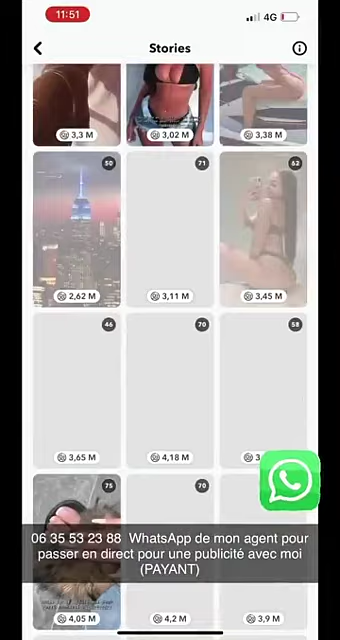 11:51
4G
Stories
3,3 M
3,02 M
3,38 M
50
71
63
2,62 M
3,11 M
3,45 M
46
70
58
3,65 M
4,18 M
3
75
70
06 35 53 23 88 WhatsApp de mon agent pour
passer en direct pour une publicité avec moi
(PAYANT)
4,05 M
4,2 M
3,9 M